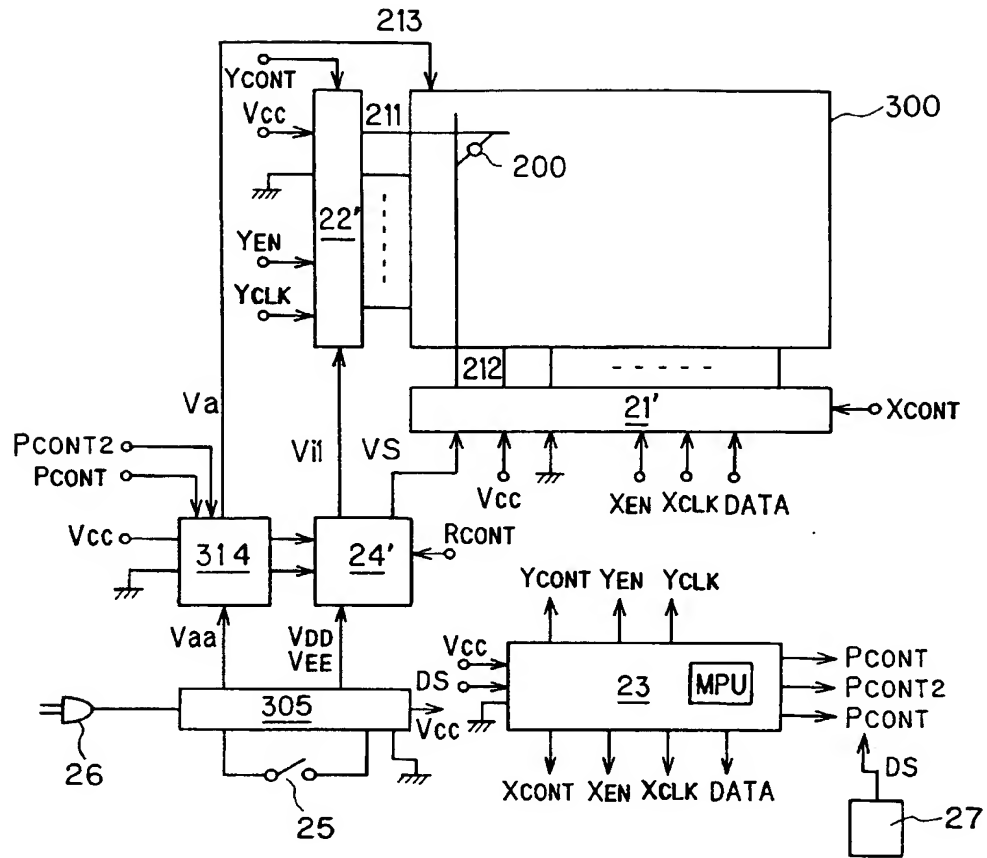 213
YCONT
Vcc
211
300
200
22'
YEN
YCLK
212
21'
XCONT
Va
Vi1
VS
PCONT2
PCONT
Vcc
XEN
XCLK
DATA
Vcc
314
24'
RCONT
YCONT
YEN
YCLK
Vaa
VDD
VEE
Vcc
DS
23
MPU
PCONT
PCONT2
PCONT
305
Vcc
26
25
XCONT
XEN
XCLK
DATA
DS
27